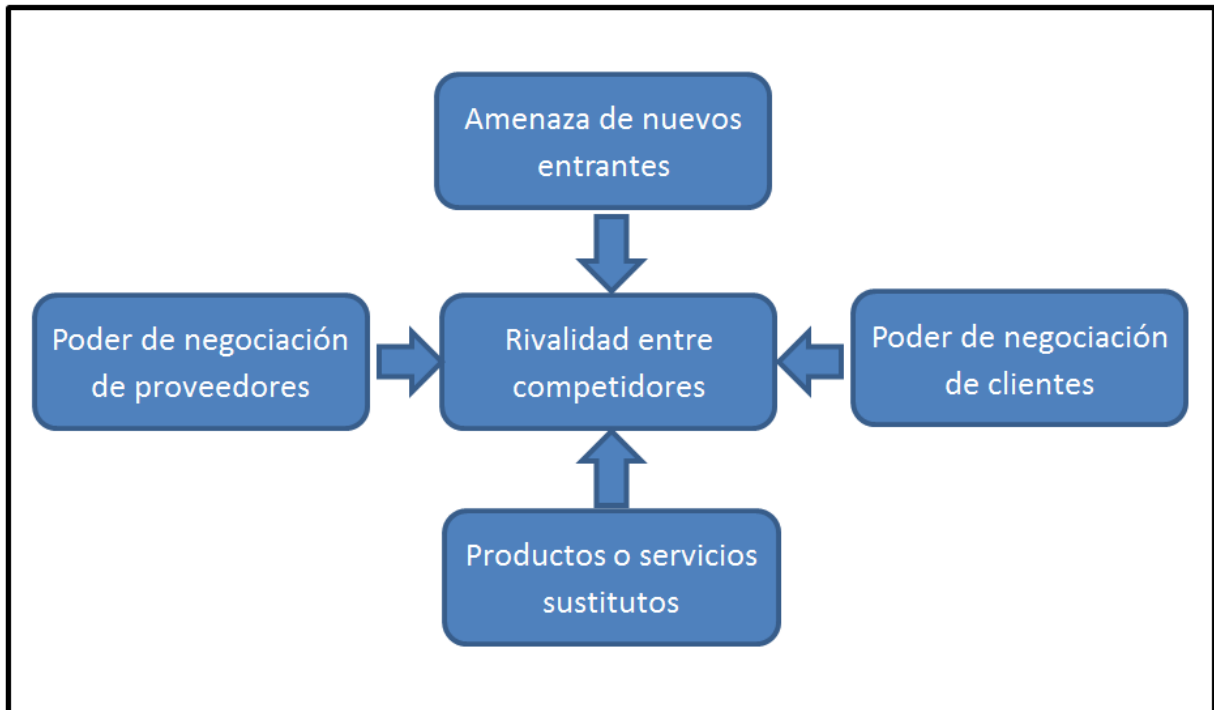 Amenaza de nuevos
entrantes
Poder de negociación
de proveedores
Rivalidad entre
competidores
Poder de negociación
de clientes
Productos o servicios
sustitutos